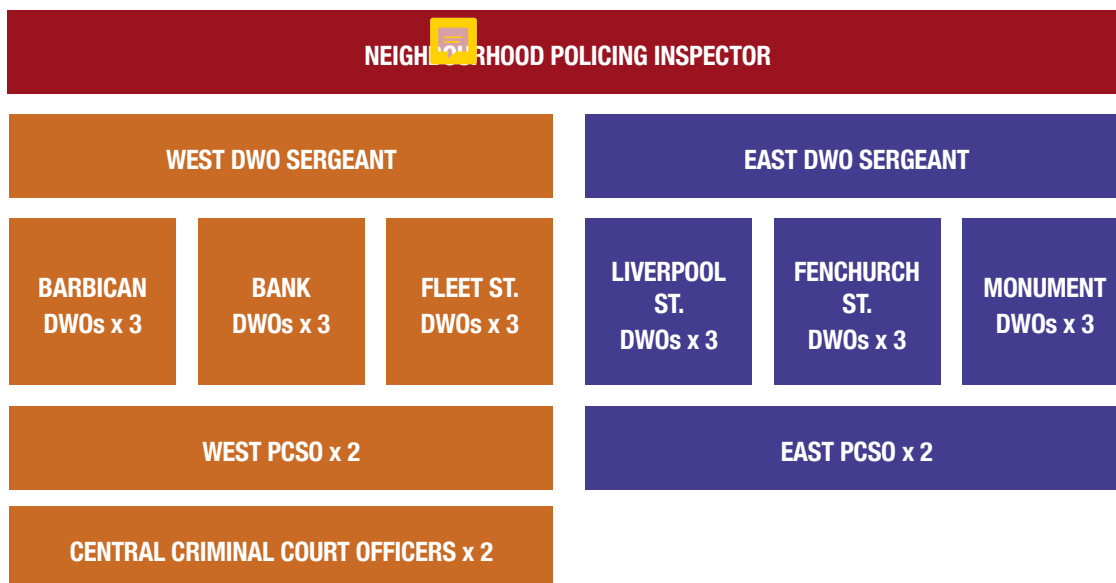 NEIGHBOURHOOD POLICING INSPECTOR
WEST DWO SERGEANT
EAST DWO SERGEANT
BARBICAN
DWOs x 3
BANK
DWOs x 3
FLEET ST.
DWOs x 3
LIVERPOOL
ST.
DWOs x 3
FENCHURCH
ST.
DWOs x 3
MONUMENT
DWOs x 3
WEST PCSO x 2
EAST PCSO x 2
CENTRAL CRIMINAL COURT OFFICERS x 2